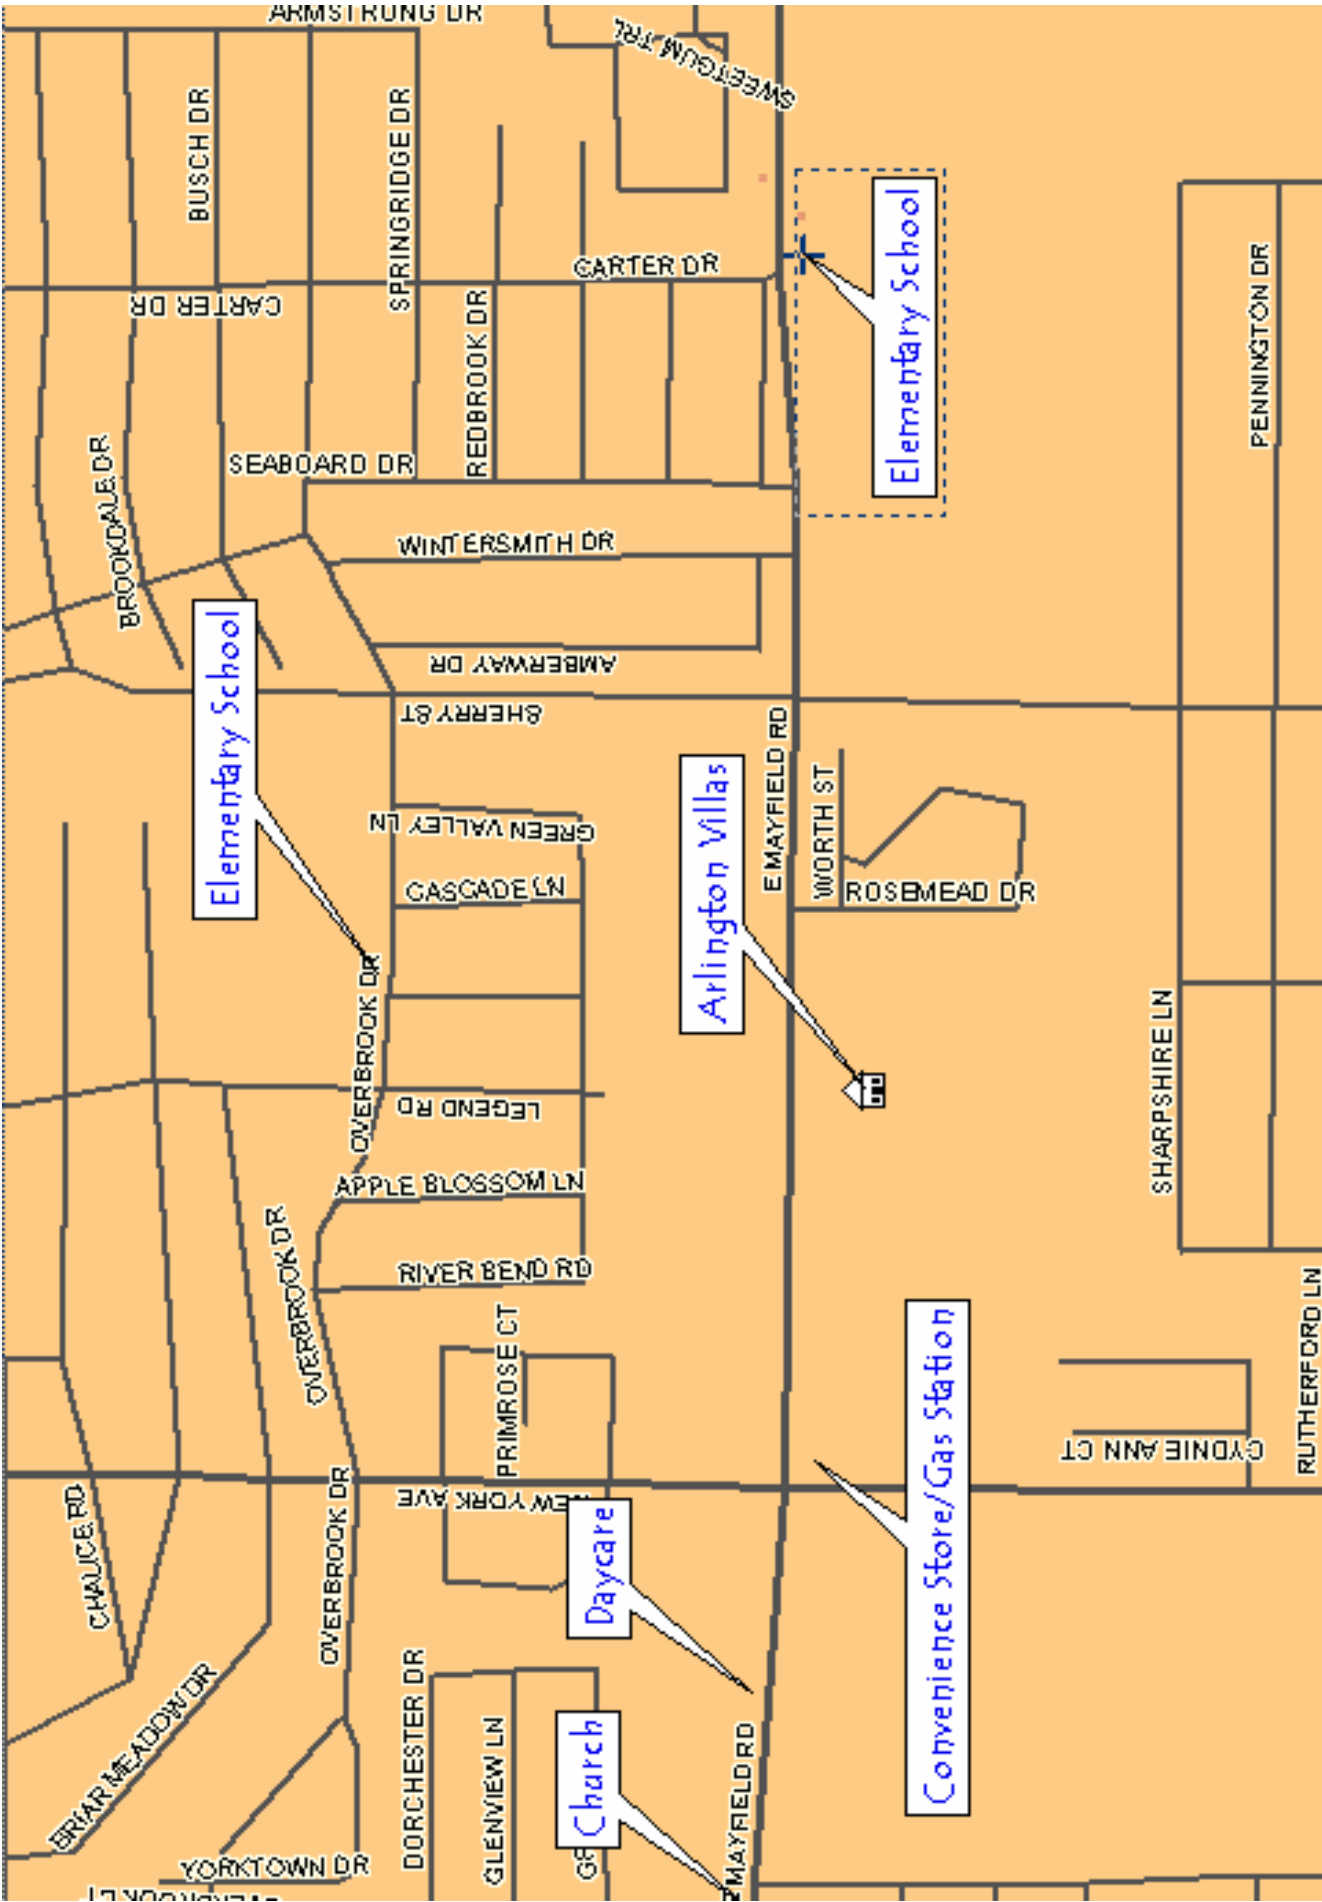 ARMSTRONG DR
SWEETGUM TRL
BUSCH DR
SPRINGRIDGE DR
CARTER DR
CARTER DR
Elementary School
PENNINGTON DR
REDBROOK DR
SEABOARD DR
BROOKDALE DR
WINTERSMITH DR
AMBERWAY DR
Elementary School
SHERRY ST
E MAYFIELD RD
Arlington Villas
WORTH ST
GREEN VALLEY LN
CASCADE LN
ROSEMEAD DR
OVERBROOK DR
SHARPSHIRE LN
LEGEND RD
APPLE BLOSSOM LN
OVERBROOK DR
RIVER BEND RD
PRIMROSE CT
Convenience Store/Gas Station
RUTHERFORD LN
CYDNIE ANN CT
NEW YORK AVE
CHALICE RD
OVERBROOK DR
Daycare
BRIAR MEADOW DR
DORCHESTER DR
GLENVIEW LN
Church
E MAYFIELD RD
YORKTOWN DR